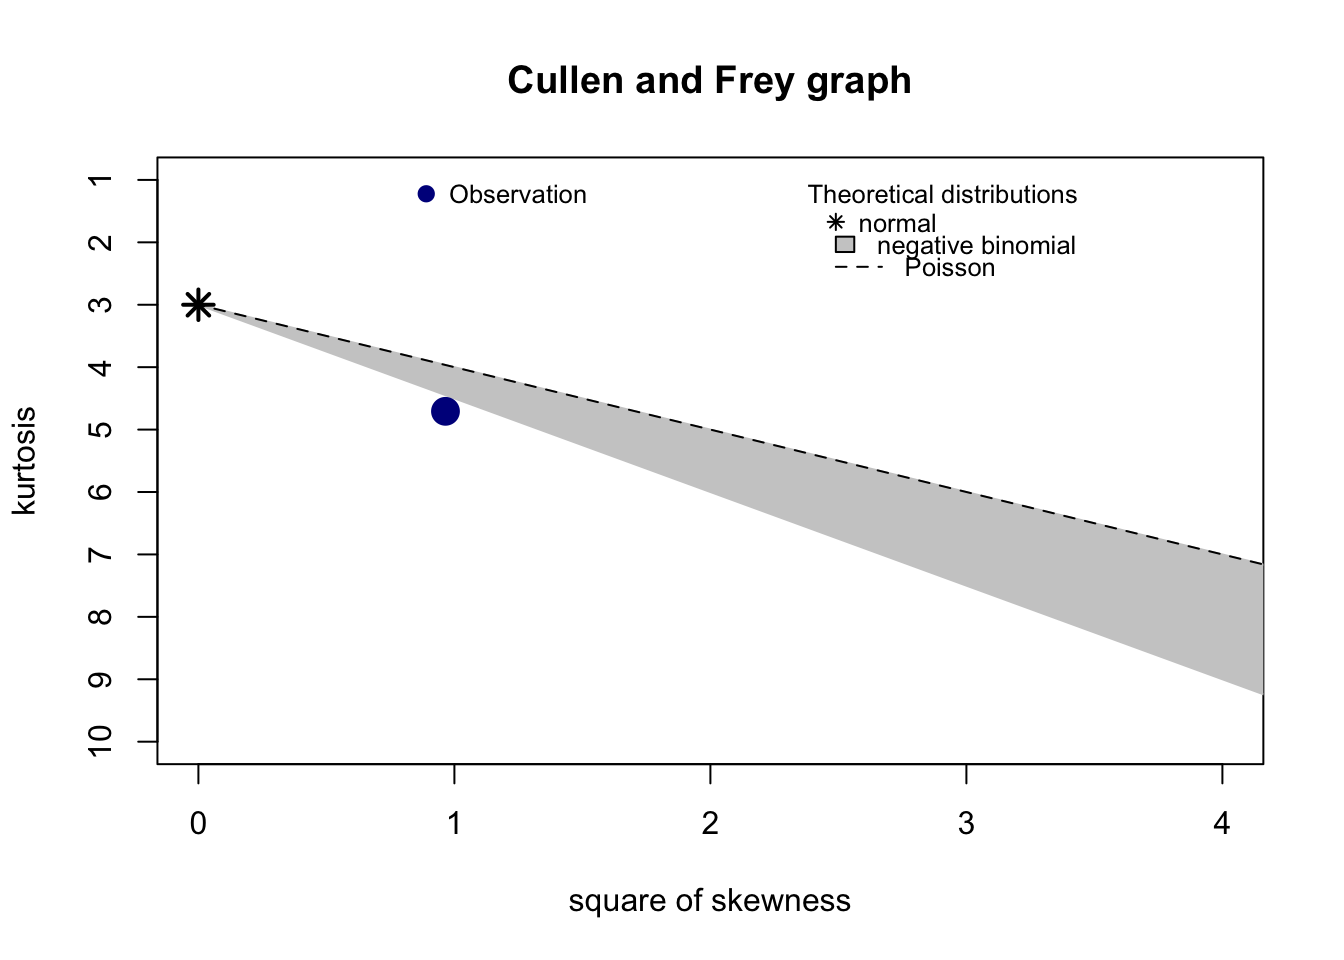 Cullen and Frey graph
Observation
Theoretical distributions
normal
negative binomial
Poisson
kurtosis
1
2
3
4
5
6
7
8
9
10
0 1 2 3 4
square of skewness